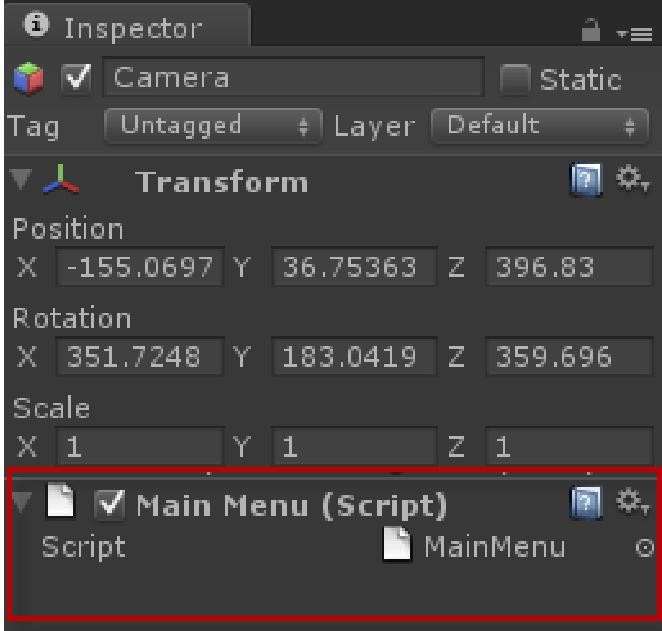 Inspector
Camera Static
Tag Untagged Layer Default
Transform
Position
X -155.0697 Y 36.75363 Z 396.83
Rotation
X 351.7248 Y 183.0419 Z 359.696
Scale
X 1 Y 1 Z 1
Main Menu (Script)
Script MainMenu